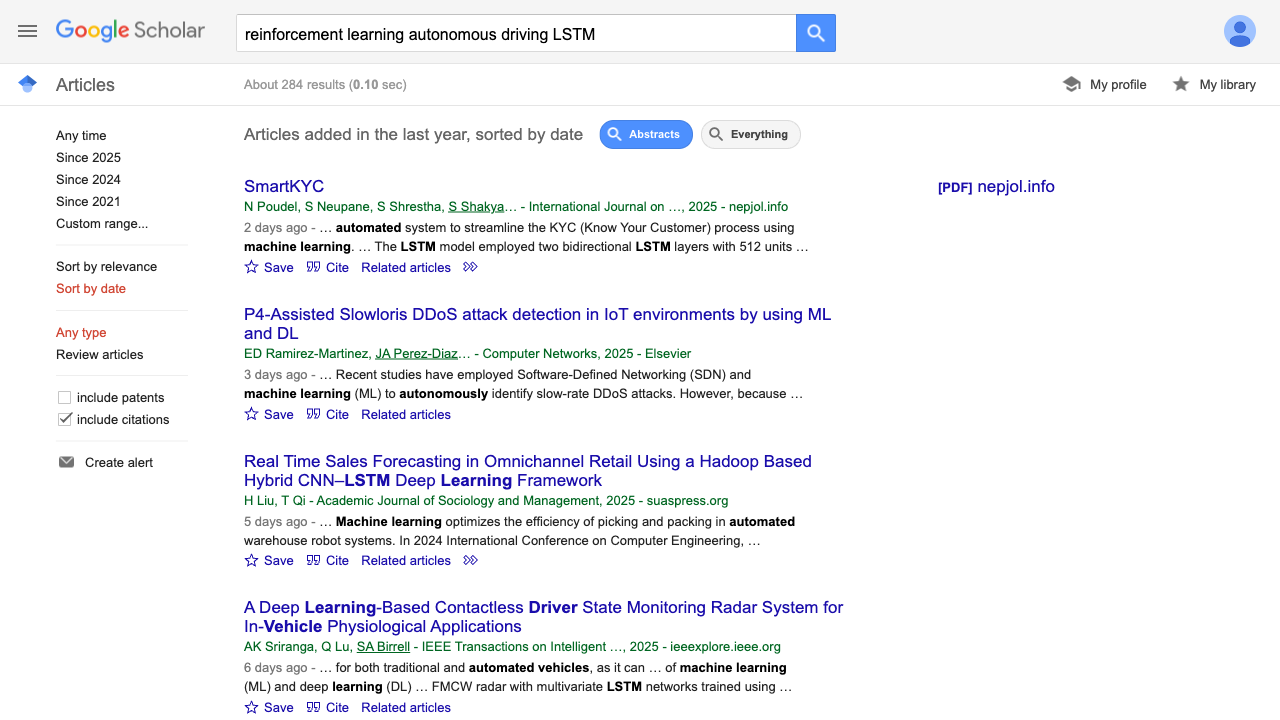 Google Scholar
reinforcement learning autonomous driving LSTM
Articles
About 284 results (0.10 sec)
My profile
My library
Any time
Since 2025
Since 2024
Since 2021
Custom range...
Sort by relevance
Sort by date
Any type
Review articles
include patents
include citations
Create alert
Articles added in the last year, sorted by date
Abstracts
Everything
SmartKYC
N Poudel, S Neupane, S Shrestha, S Shakya… - International Journal on …, 2025 - nepjol.info
2 days ago - … automated system to streamline the KYC (Know Your Customer) process using
machine learning. … The LSTM model employed two bidirectional LSTM layers with 512 units …
Save Cite Related articles
[PDF] nepjol.info
P4-Assisted Slowloris DDoS attack detection in IoT environments by using ML
and DL
ED Ramirez-Martinez, JA Perez-Diaz… - Computer Networks, 2025 - Elsevier
3 days ago - … Recent studies have employed Software-Defined Networking (SDN) and
machine learning (ML) to autonomously identify slow-rate DDoS attacks. However, because …
Save Cite Related articles
Real Time Sales Forecasting in Omnichannel Retail Using a Hadoop Based
Hybrid CNN–LSTM Deep Learning Framework
H Liu, T Qi - Academic Journal of Sociology and Management, 2025 - suaspress.org
5 days ago - … Machine learning optimizes the efficiency of picking and packing in automated
warehouse robot systems. In 2024 International Conference on Computer Engineering, …
Save Cite Related articles
A Deep Learning-Based Contactless Driver State Monitoring Radar System for
In-Vehicle Physiological Applications
AK Sriranga, Q Lu, SA Birrell - IEEE Transactions on Intelligent …, 2025 - ieeexplore.ieee.org
6 days ago - … for both traditional and automated vehicles, as it can … of machine learning
(ML) and deep learning (DL) … FMCW radar with multivariate LSTM networks trained using …
Save Cite Related articles